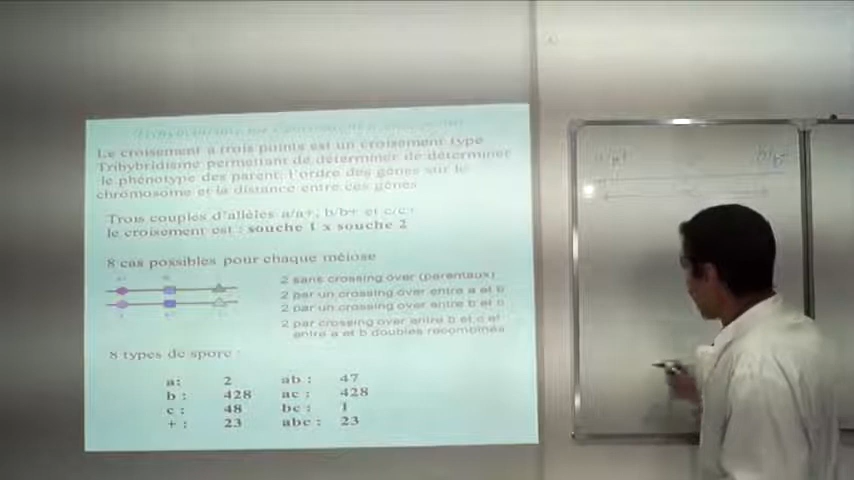 Le croisement a trois points est un croisement type
Trihybridisme permettant de déterminer de déterminer
le phénotype des parent, l'ordre des gènes sur le
chromosome et la distance entre ces gènes
Trois couples d'allèles a/a+, b/b+ et c/c+
le croisement est : souche 1 x souche 2
8 cas possibles pour chaque méiose
2 sans crossing over (parentaux)
2 par un crossing over entre a et b
2 par un crossing over entre b et c
2 par crossing over entre b et c et
entre a et b doubles recombinés
8 types de spore :
a: 2 ab : 47
b : 428 ac : 428
c : 48 bc : 1
+ : 23 abc : 23